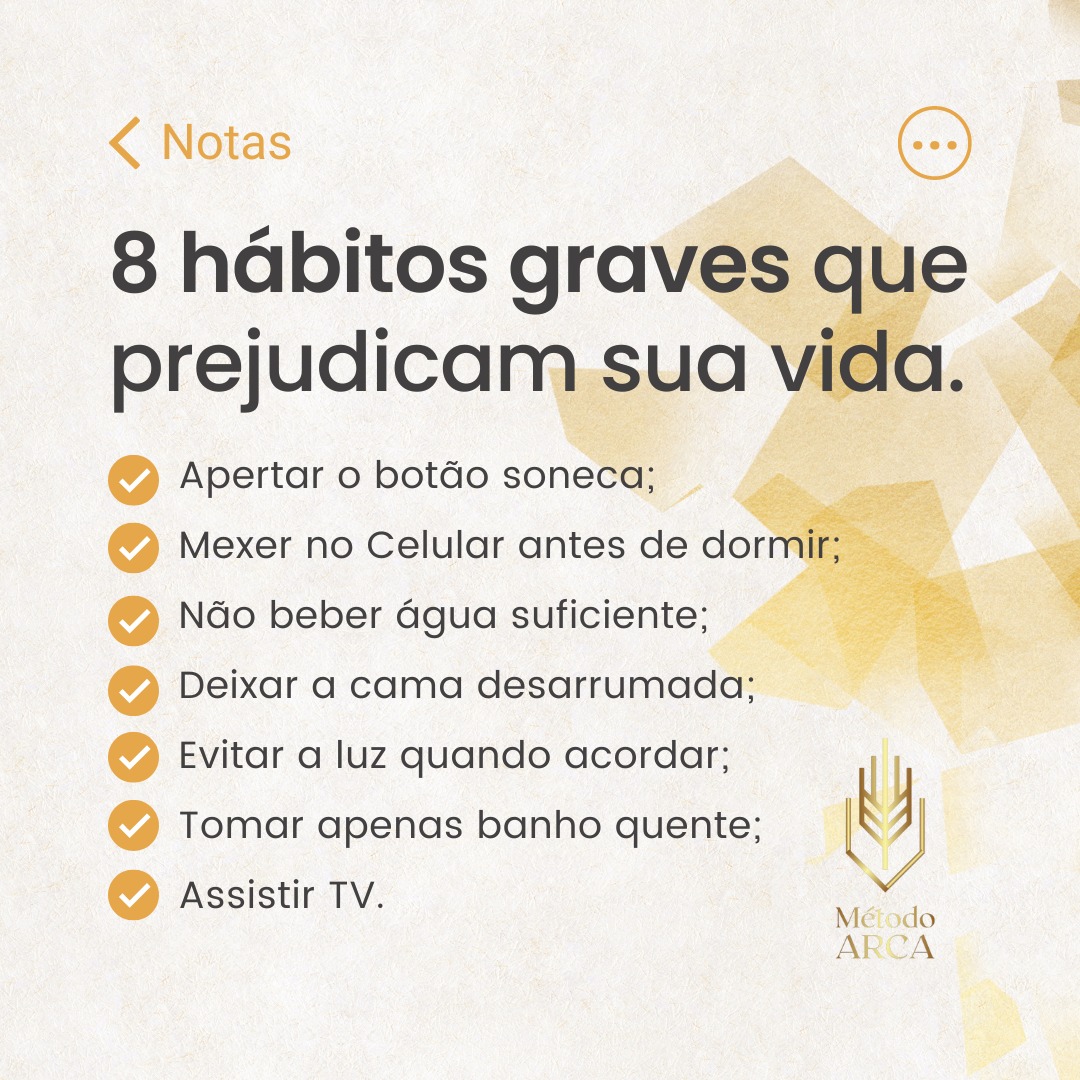 Notas
8 hábitos graves que
prejudicam sua vida.
Apertar o botão soneca;
Mexer no Celular antes de dormir;
Não beber água suficiente;
Deixar a cama desarrumada;
Evitar a luz quando acordar;
Tomar apenas banho quente;
Assistir TV.
Método
ARCA